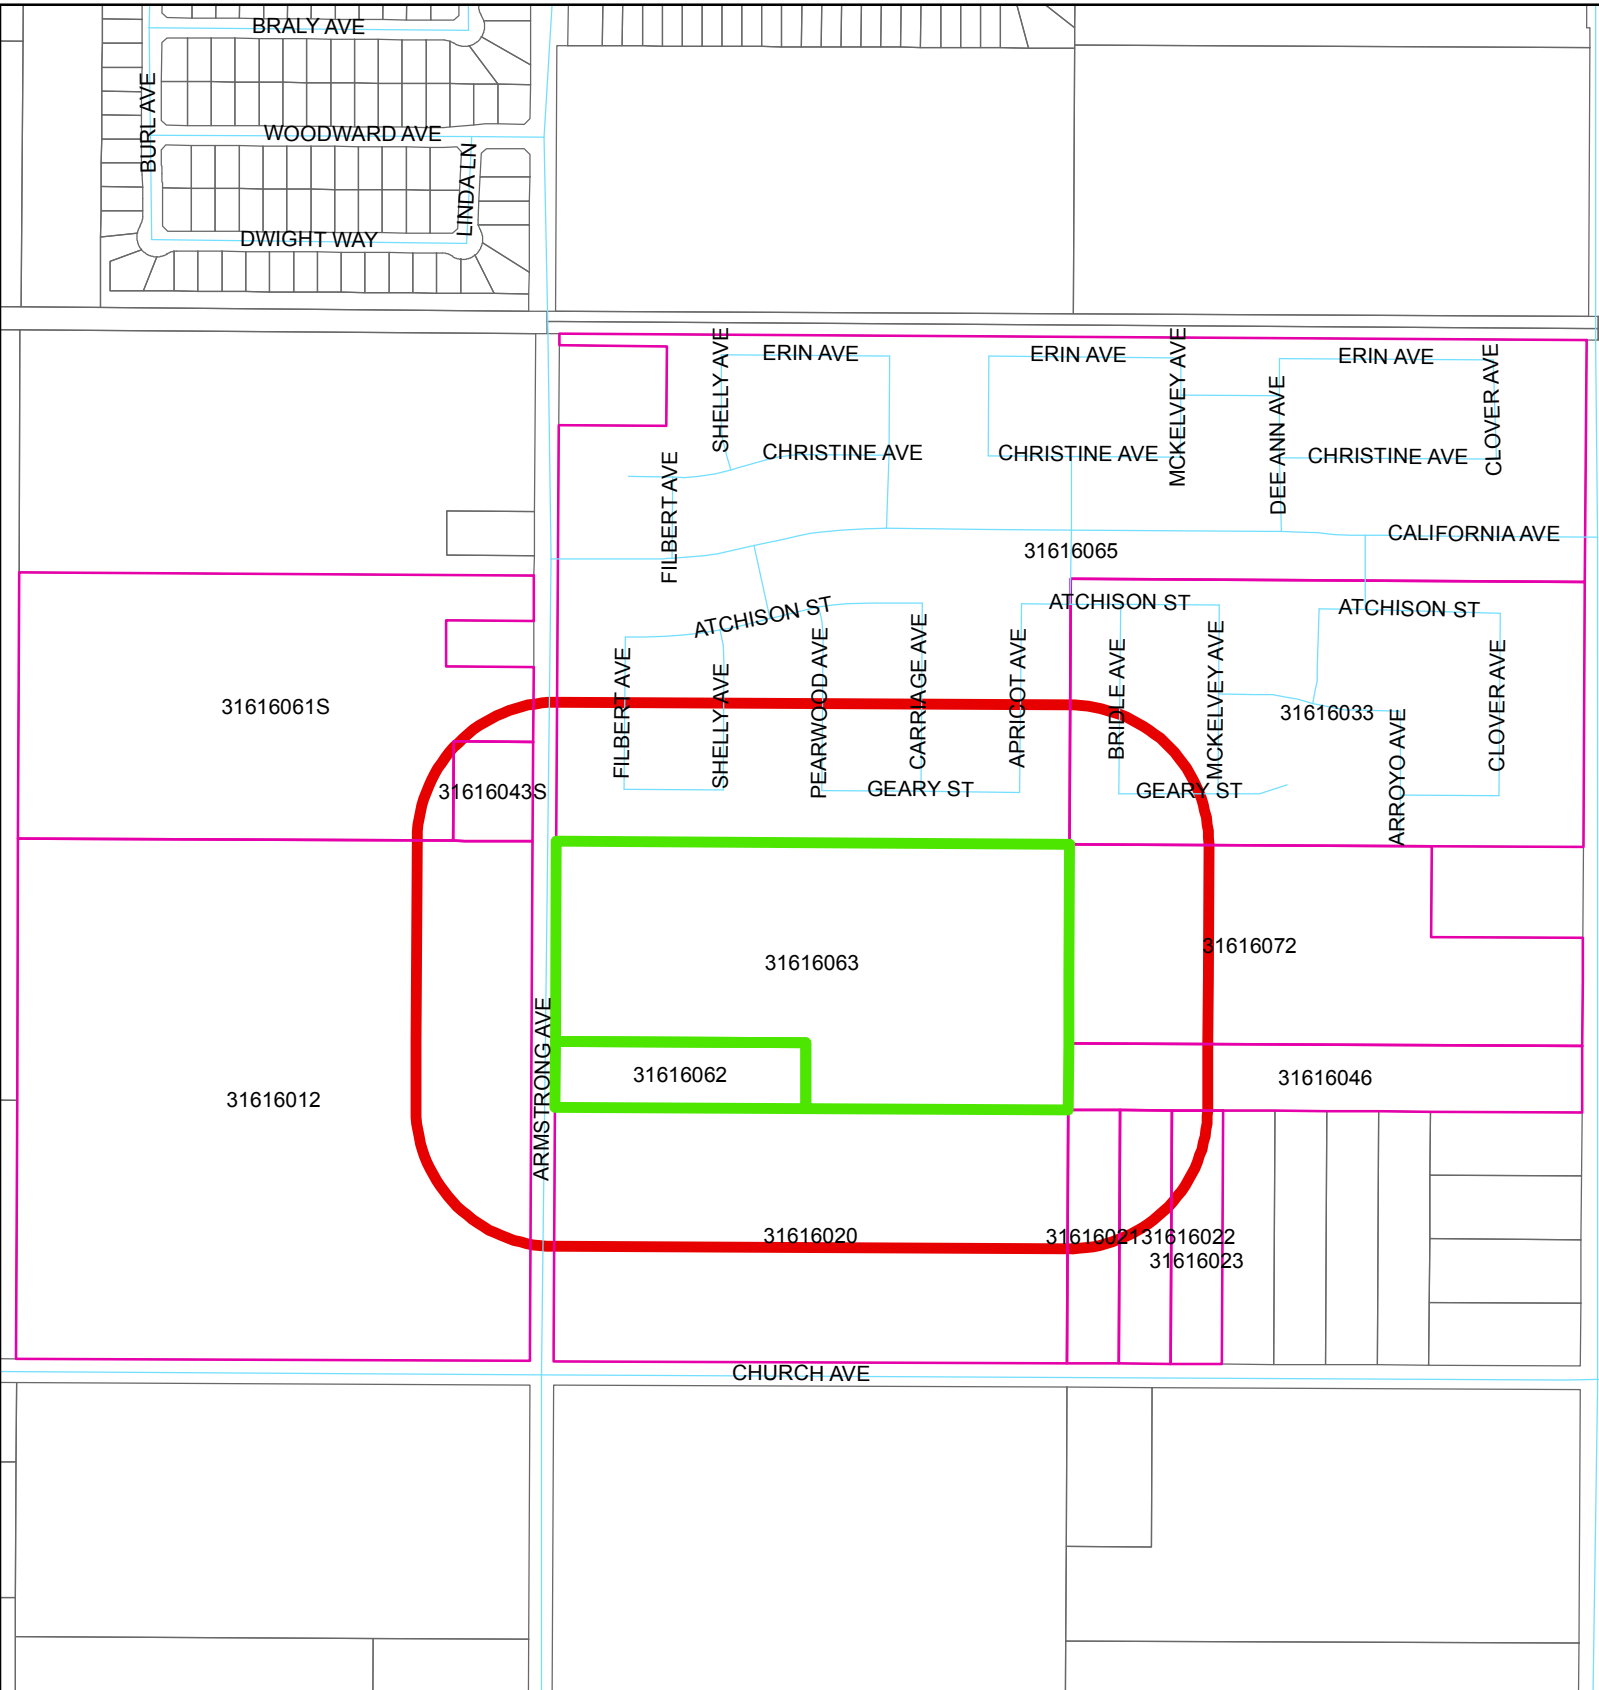 BRALY AVE
BURL AVE
WOODWARD AVE
LINDA LN
DWIGHT WAY
SHELLY AVE
ERIN AVE
ERIN AVE
MCKELVEY AVE
ERIN AVE
CLOVER AVE
DEE ANN AVE
CHRISTINE AVE
CHRISTINE AVE
CHRISTINE AVE
FILBERT AVE
CALIFORNIA AVE
31616065
ATCHISON ST
ATCHISON ST
ATCHISON ST
FILBERT AVE
SHELLY AVE
PEARWOOD AVE
CARRIAGE AVE
APRICOT AVE
BRIDLE AVE
MCKELVEY AVE
CLOVER AVE
31616061S
31616033
ARROYO AVE
31616043S
GEARY ST
GEARY ST
31616072
31616063
ARMSTRONG AVE
31616062
31616046
31616012
31616020
31616021
31616022
31616023
CHURCH AVE